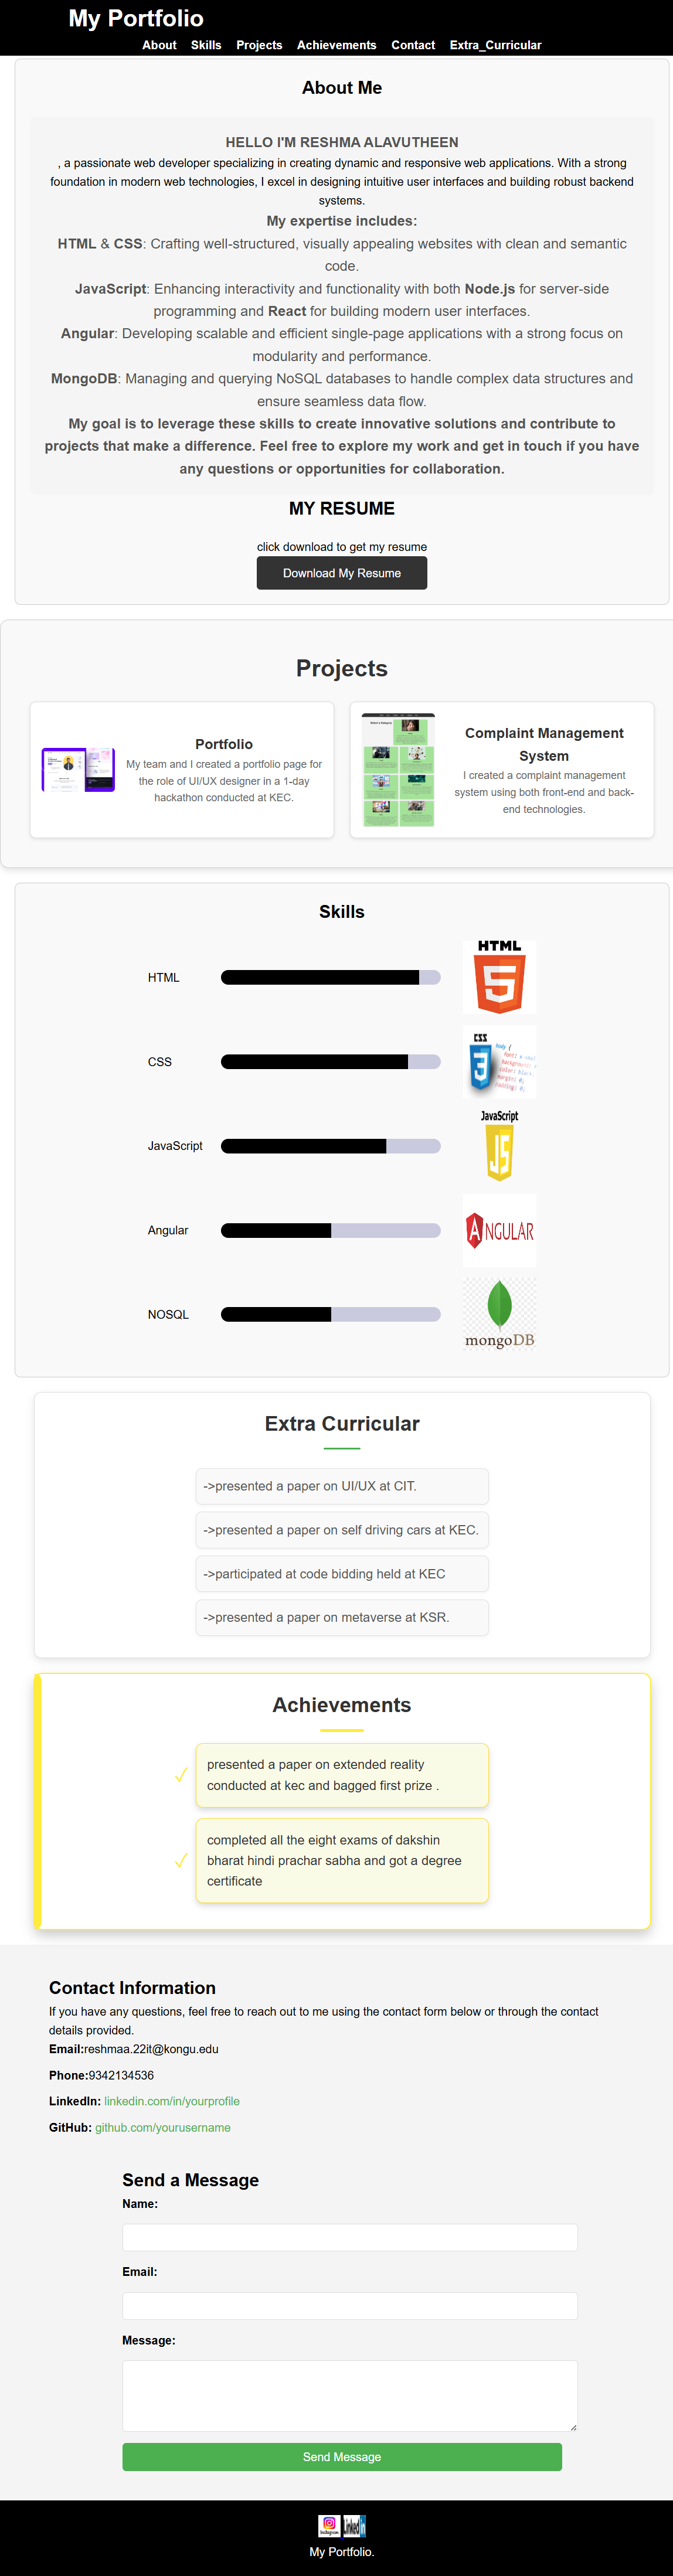 My Portfolio
About Skills Projects Achievements Contact Extra_Curricular
About Me
HELLO I'M RESHMA ALAVUTHEEN
, a passionate web developer specializing in creating dynamic and responsive web applications. With a strong
foundation in modern web technologies, I excel in designing intuitive user interfaces and building robust backend
systems.
My expertise includes:
HTML & CSS: Crafting well-structured, visually appealing websites with clean and semantic
code.
JavaScript: Enhancing interactivity and functionality with both Node.js for server-side
programming and React for building modern user interfaces.
Angular: Developing scalable and efficient single-page applications with a strong focus on
modularity and performance.
MongoDB: Managing and querying NoSQL databases to handle complex data structures and
ensure seamless data flow.
My goal is to leverage these skills to create innovative solutions and contribute to
projects that make a difference. Feel free to explore my work and get in touch if you have
any questions or opportunities for collaboration.
MY RESUME
click download to get my resume
Download My Resume
Projects
Portfolio
My team and I created a portfolio page for
the role of UI/UX designer in a 1-day
hackathon conducted at KEC.
Complaint Management
System
I created a complaint management
system using both front-end and back-
end technologies.
Skills
HTML
HTML
5
CSS
CSS
3
body {
JavaScript
JavaScript
JS
Angular
ANGULAR
NOSQL
mongoDB
Extra Curricular
->presented a paper on UI/UX at CIT.
->presented a paper on self driving cars at KEC.
->participated at code bidding held at KEC
->presented a paper on metaverse at KSR.
Achievements
✓ presented a paper on extended reality
conducted at kec and bagged first prize .
✓ completed all the eight exams of dakshin
bharat hindi prachar sabha and got a degree
certificate
Contact Information
If you have any questions, feel free to reach out to me using the contact form below or through the contact
details provided.
Email:reshmaa.22it@kongu.edu
Phone:9342134536
LinkedIn: linkedin.com/in/yourprofile
GitHub: github.com/yourusername
Send a Message
Name:
Email:
Message:
Send Message
Instagram LinkedIn
My Portfolio.